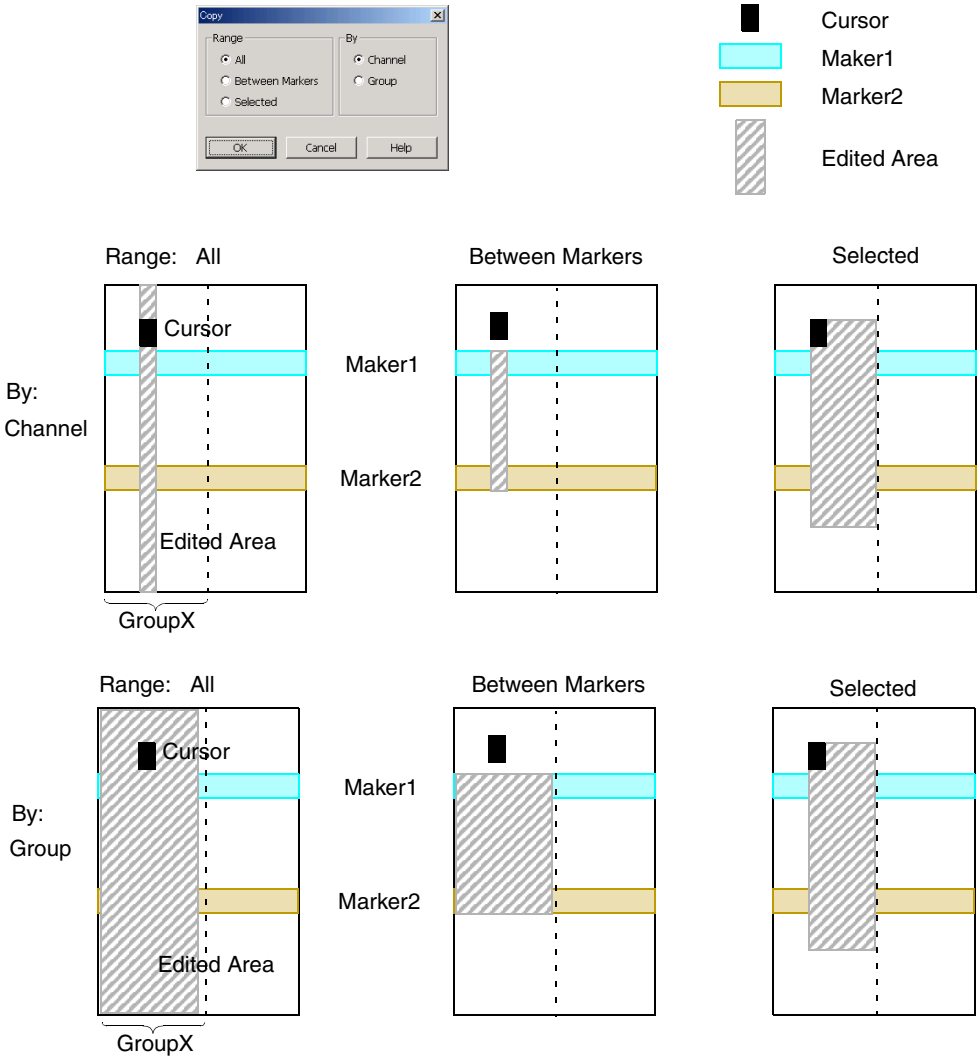 Copy
Range
All
Between Markers
Selected
By
Channel
Group
OK Cancel Help
Cursor
Maker1
Marker2
Edited Area
Range: All Between Markers Selected
Cursor
Maker1
By:
Channel
Marker2
Edited Area
GroupX
Range: All Between Markers Selected
Cursor
Maker1
By:
Group
Marker2
Edited Area
GroupX